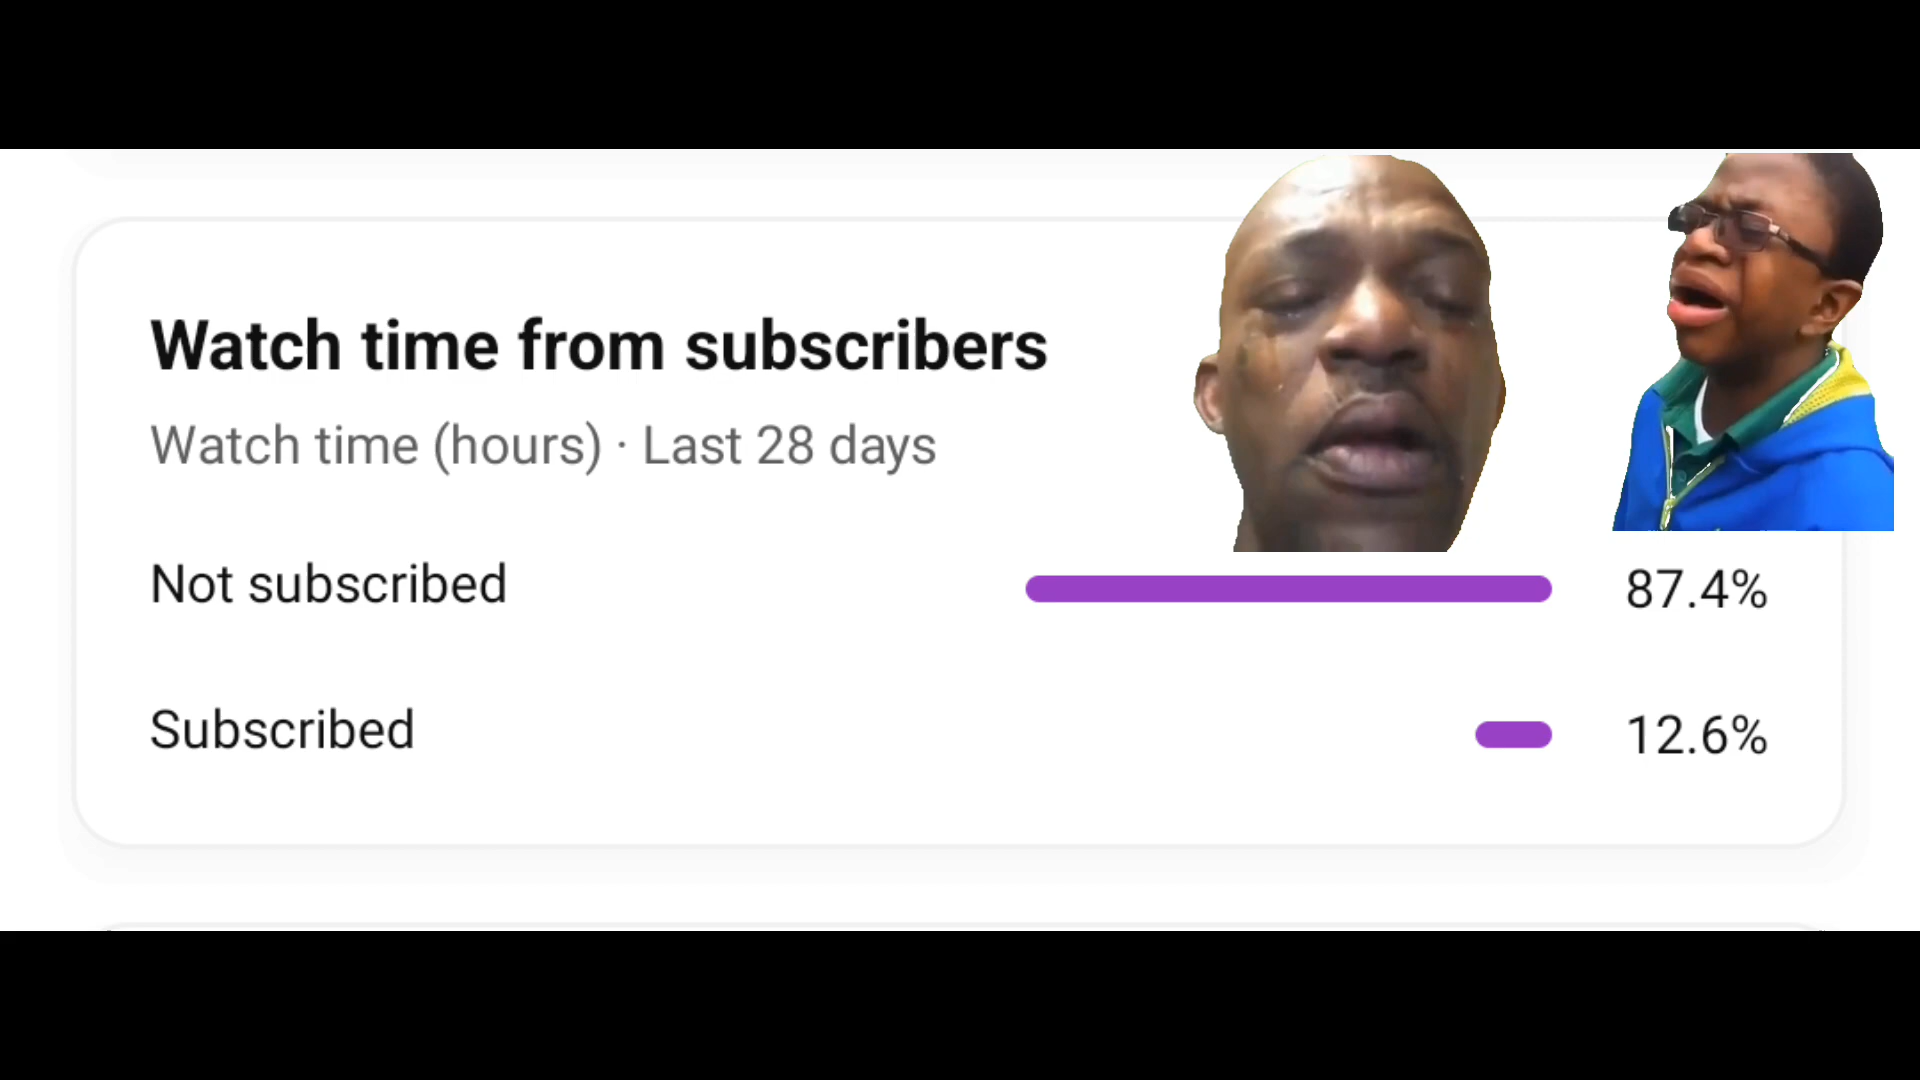 Watch time from subscribers
Watch time (hours) · Last 28 days
Not subscribed 87.4%
Subscribed 12.6%